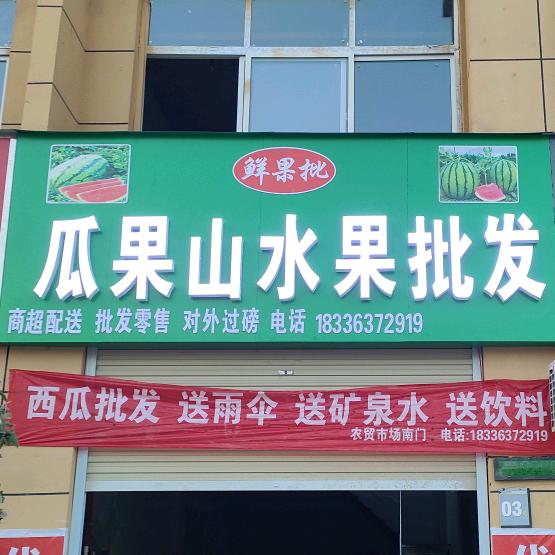 鲜果批
瓜果山水果批发
商超配送 批发零售 对外过磅 电话 18336372919
西瓜批发 送雨伞 送矿泉水 送饮料
农贸市场南门 电话:18336372919
03